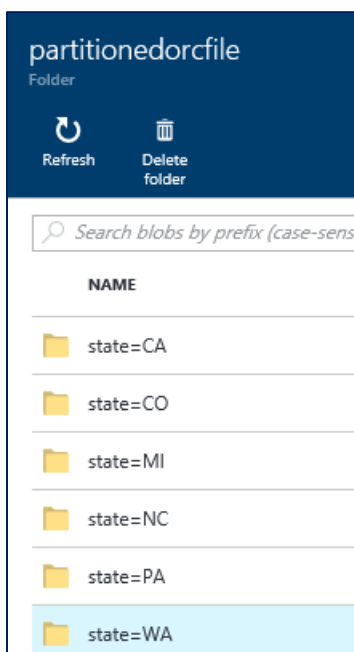 partitionedorcfile
Folder
Refresh
Delete
folder
Search blobs by prefix (case-sens
NAME
state=CA
state=CO
state=MI
state=NC
state=PA
state=WA